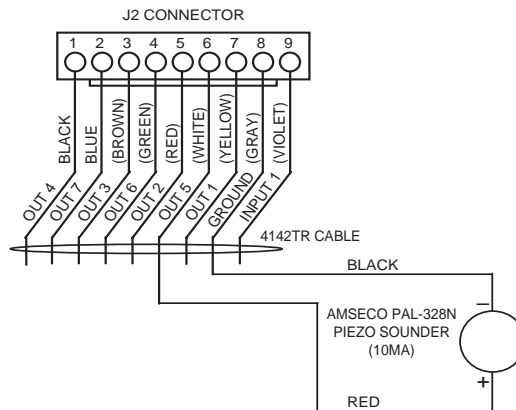 J2 CONNECTOR
1 2 3 4 5 6 7 8 9
BLACK
BLUE
(BROWN)
(GREEN)
(RED)
(WHITE)
(YELLOW)
(GRAY)
(VIOLET)
OUT 4
OUT 7
OUT 3
OUT 6
OUT 2
OUT 5
OUT 1
GROUND
INPUT 1
4142TR CABLE
BLACK
AMSECO PAL-328N
PIEZO SOUNDER
(10MA)
–
+
RED